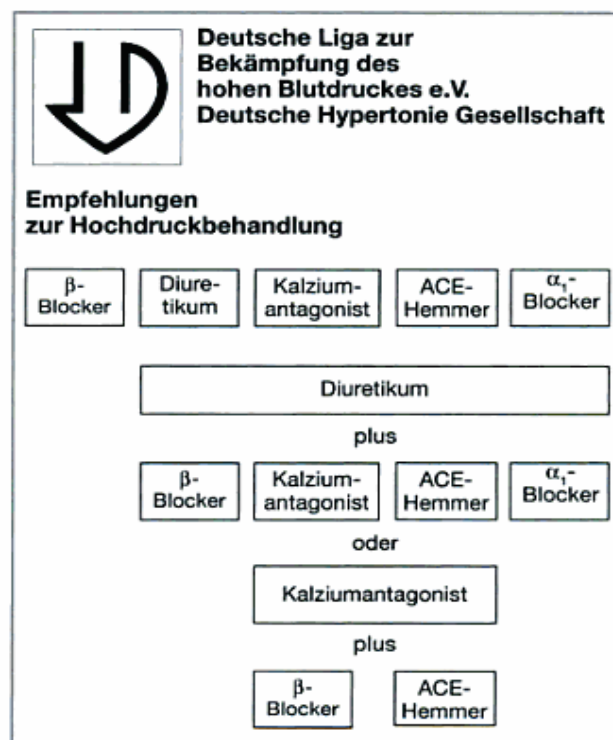 Deutsche Liga zur
Bekämpfung des
hohen Blutdruckes e.V.
Deutsche Hypertonie Gesellschaft
Empfehlungen
zur Hochdruckbehandlung
β-
Blocker
Diure-
tikum
Kalzium-
antagonist
ACE-
Hemmer
α₁-
Blocker
Diuretikum
plus
β-
Blocker
Kalzium-
antagonist
ACE-
Hemmer
α₁-
Blocker
oder
Kalziumantagonist
plus
β-
Blocker
ACE-
Hemmer